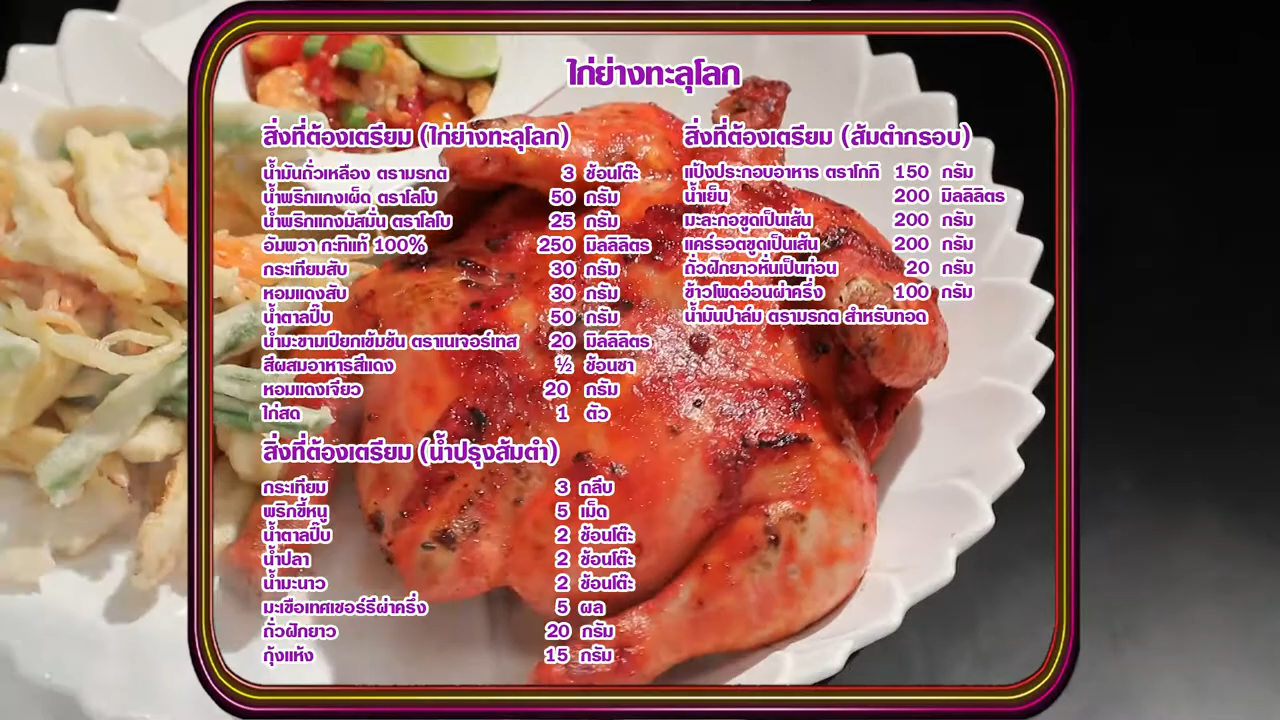 ไก่ย่างทะลุโลก
สิ่งที่ต้องเตรียม (ไก่ย่างทะลุโลก)
น้ำมันถั่วเหลือง ตรามรกต 3 ช้อนโต๊ะ
น้ำพริกแกงเผ็ด ตราโลโบ 50 กรัม
น้ำพริกแกงมัสมั่น ตราโลโบ 25 กรัม
อัมพวา กะทิแท้ 100% 250 มิลลิลิตร
กระเทียมสับ 30 กรัม
หอมแดงสับ 30 กรัม
น้ำตาลปี๊บ 50 กรัม
น้ำมะขามเปียกเข้มข้น ตราเนเจอร์เทส 20 มิลลิลิตร
สีผสมอาหารสีแดง ½ ช้อนชา
หอมแดงเจียว 20 กรัม
ไก่สด 1 ตัว
สิ่งที่ต้องเตรียม (น้ำปรุงส้มตำ)
กระเทียม 3 กลีบ
พริกขี้หนู 5 เม็ด
น้ำตาลปี๊บ 2 ช้อนโต๊ะ
น้ำปลา 2 ช้อนโต๊ะ
น้ำมะนาว 2 ช้อนโต๊ะ
มะเขือเทศเชอร์รีผ่าครึ่ง 5 ผล
ถั่วฝักยาว 20 กรัม
กุ้งแห้ง 15 กรัม
สิ่งที่ต้องเตรียม (ส้มตำกรอบ)
แป้งประกอบอาหาร ตราโกกิ 150 กรัม
น้ำเย็น 200 มิลลิลิตร
มะละกอขูดเป็นเส้น 200 กรัม
แคร์รอตขูดเป็นเส้น 200 กรัม
ถั่วฝักยาวหั่นเป็นท่อน 20 กรัม
ข้าวโพดอ่อนผ่าครึ่ง 100 กรัม
น้ำมันปาล์ม ตรามรกต สำหรับทอด